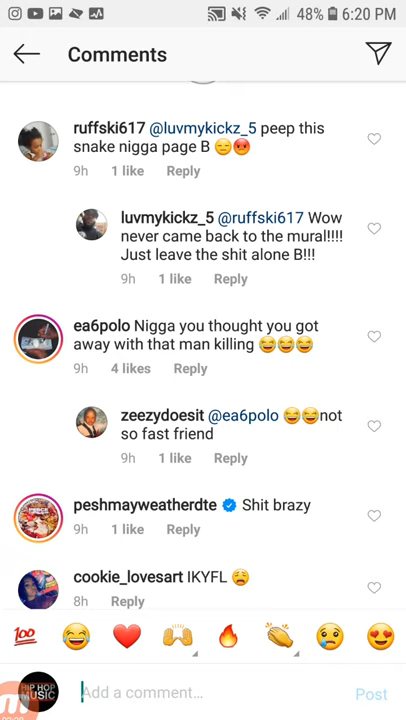 48% 6:20 PM
Comments
ruffski617 @luvmykickz_5 peep this
snake nigga page B 😑😡
9h 1 like Reply
luvmykickz_5 @ruffski617 Wow
never came back to the mural!!!!
Just leave the shit alone B!!!
9h 1 like Reply
ea6polo Nigga you thought you got
away with that man killing 😂😂😂
9h 4 likes Reply
zeezydoesit @ea6polo 😂😂not
so fast friend
9h 1 like Reply
peshmayweatherdte Shit brazy
9h 1 like Reply
cookie_lovesart IKYFL 😩
8h Reply
💯 😂 ❤️ 🙌 🔥 👏 😢 😍
HIP HOP
MUSIC
Add a comment... Post